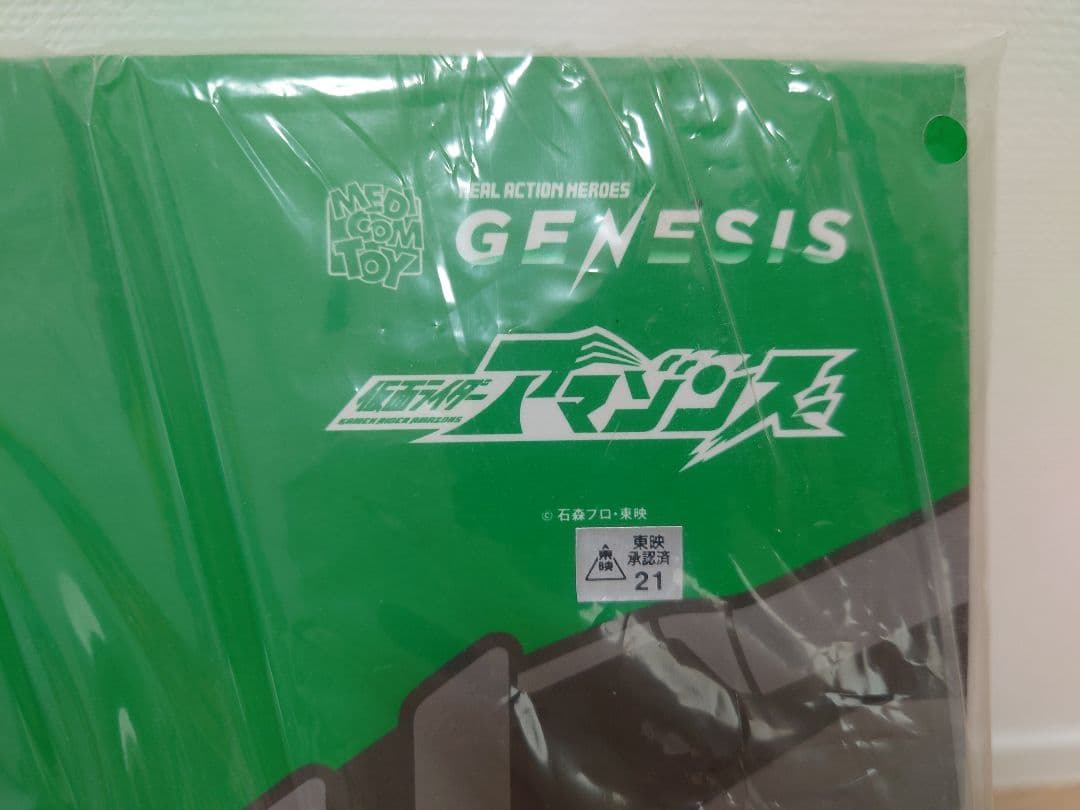 MEDI
COM
TOY
REAL ACTION HEROES
GENESIS
仮面ライダー
アマゾンズ
KAMEN RIDER AMAZONS
© 石森プロ・東映
東映
東映
承認済
21